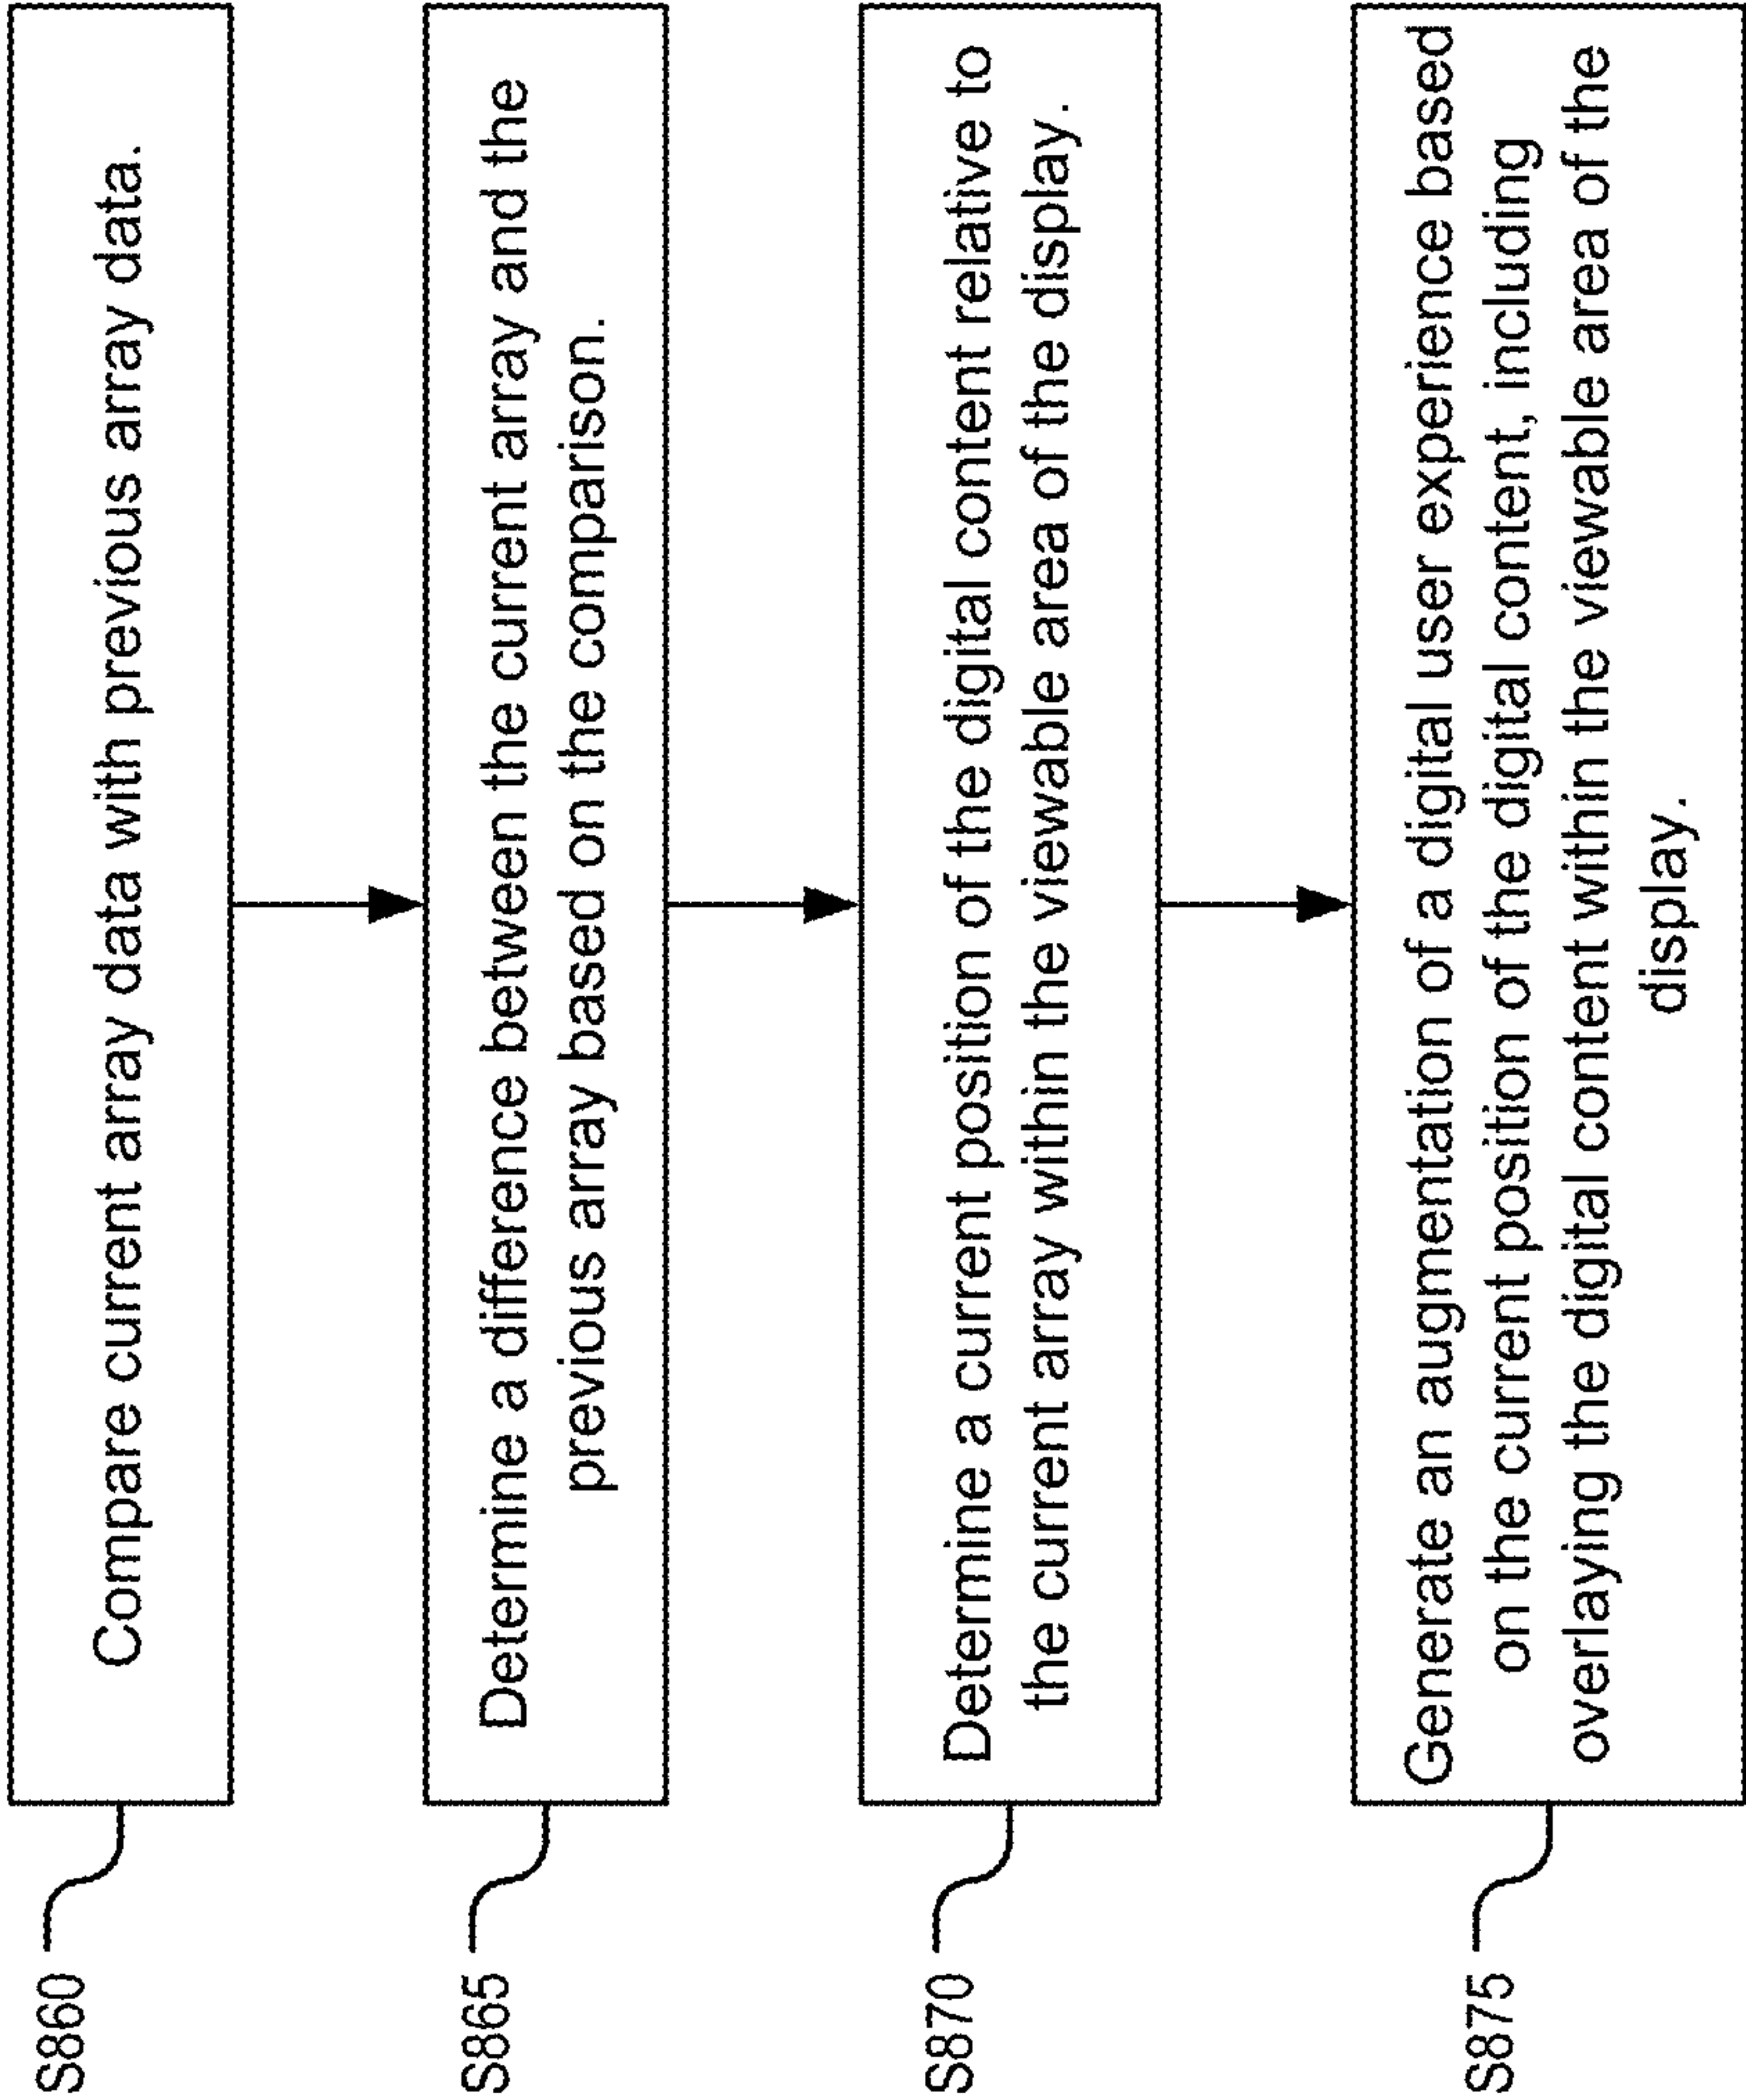 S860
Compare current array data with previous array data.
S865
Determine a difference between the current array and the
previous array based on the comparison.
S870
Determine a current position of the digital content relative to
the current array within the viewable area of the display.
S875
Generate an augmentation of a digital user experience based
on the current position of the digital content, including
overlaying the digital content within the viewable area of the
display.